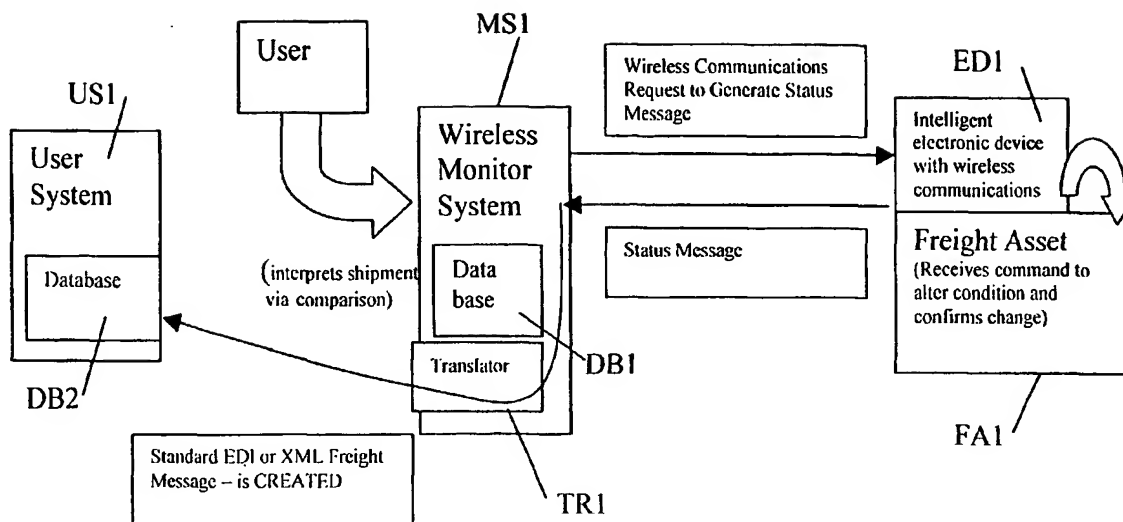 MS1
User
Wireless Communications
Request to Generate Status
Message
ED1
US1
User
System
Wireless
Monitor
System
Intelligent
electronic device
with wireless
communications
Database
(interprets shipment
via comparison)
Data
base
Status Message
Freight Asset
(Receives command to
alter condition and
confirms change)
Translator
DB1
DB2
FA1
Standard EDI or XML Freight
Message – is CREATED
TR1